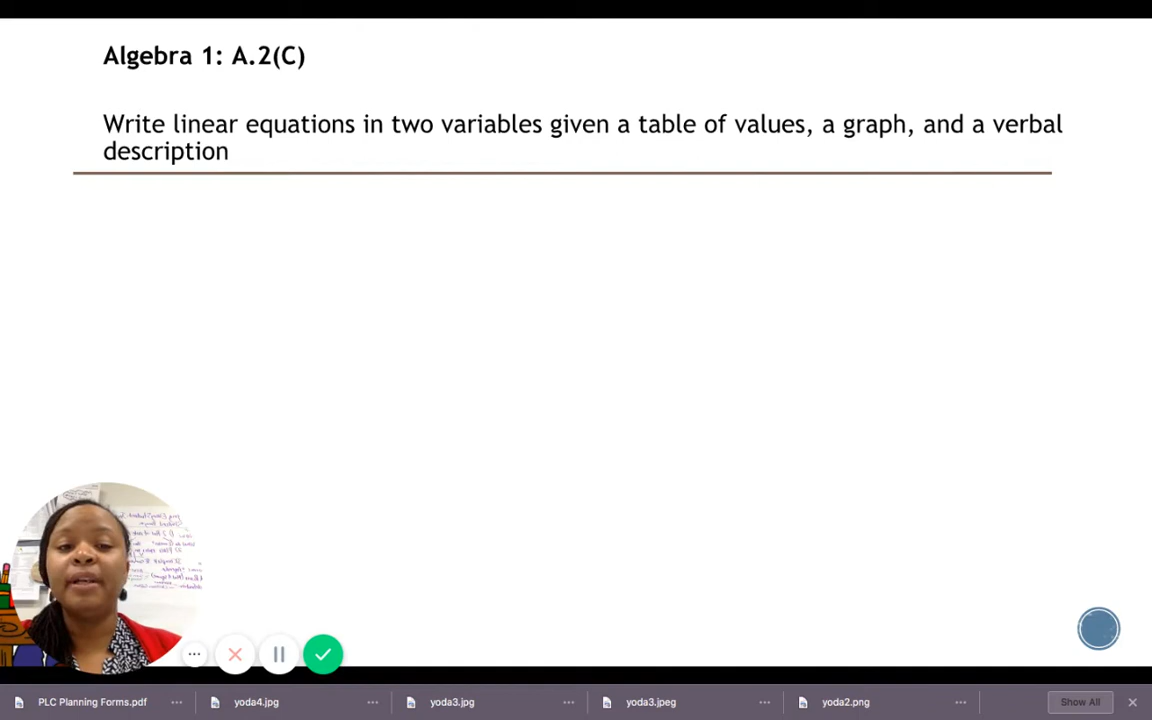 Algebra 1: A.2(C)
Write linear equations in two variables given a table of values, a graph, and a verbal
description
PLC Planning Forms.pdf
yoda4.jpg
yoda3.jpg
yoda3.jpeg
yoda2.png
Show All